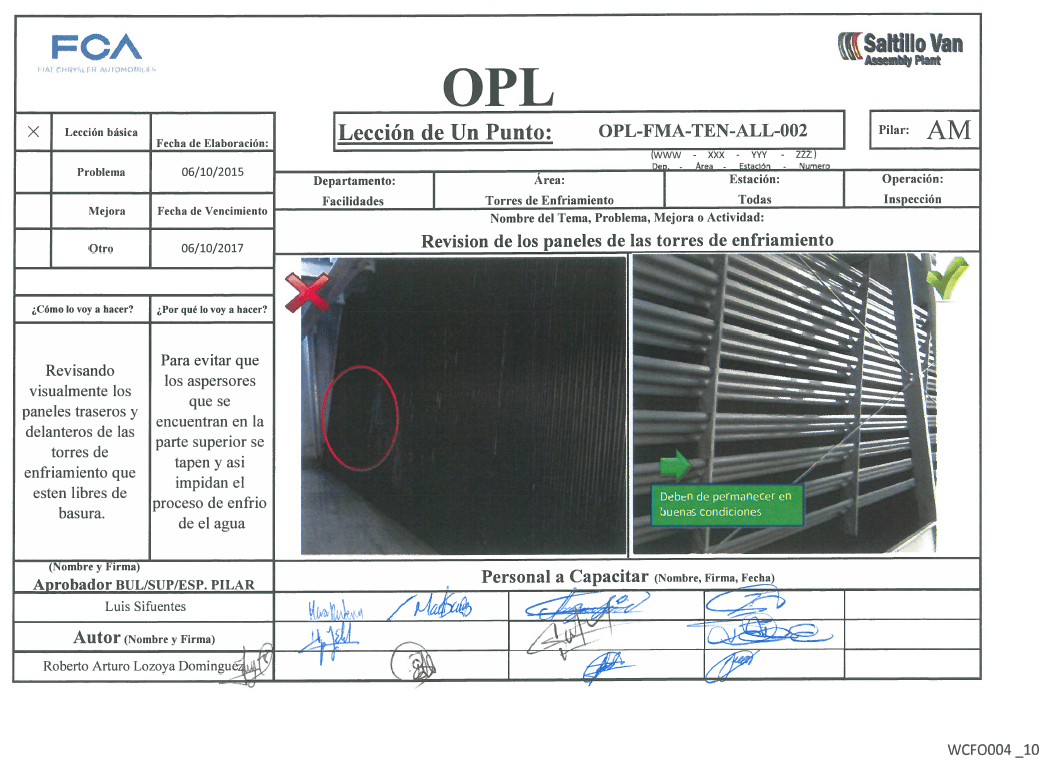 FCA
FIAT CHRYSLER AUTOMOBILES
Saltillo Van
Assembly Plant
OPL
Lección de Un Punto: OPL-FMA-TEN-ALL-002
Pilar: AM
(WWW - XXX - YYY - ZZZ)
Dep. - Área - Estación - Numero
X Lección básica
Problema
Mejora
Otro
Fecha de Elaboración:
06/10/2015
Fecha de Vencimiento
06/10/2017
Departamento:
Facilidades
Área:
Torres de Enfriamiento
Estación:
Todas
Operación:
Inspección
Nombre del Tema, Problema, Mejora o Actividad:
Revision de los paneles de las torres de enfriamiento
¿Cómo lo voy a hacer?
Revisando
visualmente los
paneles traseros y
delanteros de las
torres de
enfriamiento que
esten libres de
basura.
¿Por qué lo voy a hacer?
Para evitar que
los aspersores
que se
encuentran en la
parte superior se
tapen y asi
impidan el
proceso de enfrio
de el agua
Deben de permanecer en
buenas condiciones
(Nombre y Firma)
Aprobador BUL/SUP/ESP. PILAR
Luis Sifuentes
Autor (Nombre y Firma)
Roberto Arturo Lozoya Dominguez
Personal a Capacitar (Nombre, Firma, Fecha)
WCFO004 _10